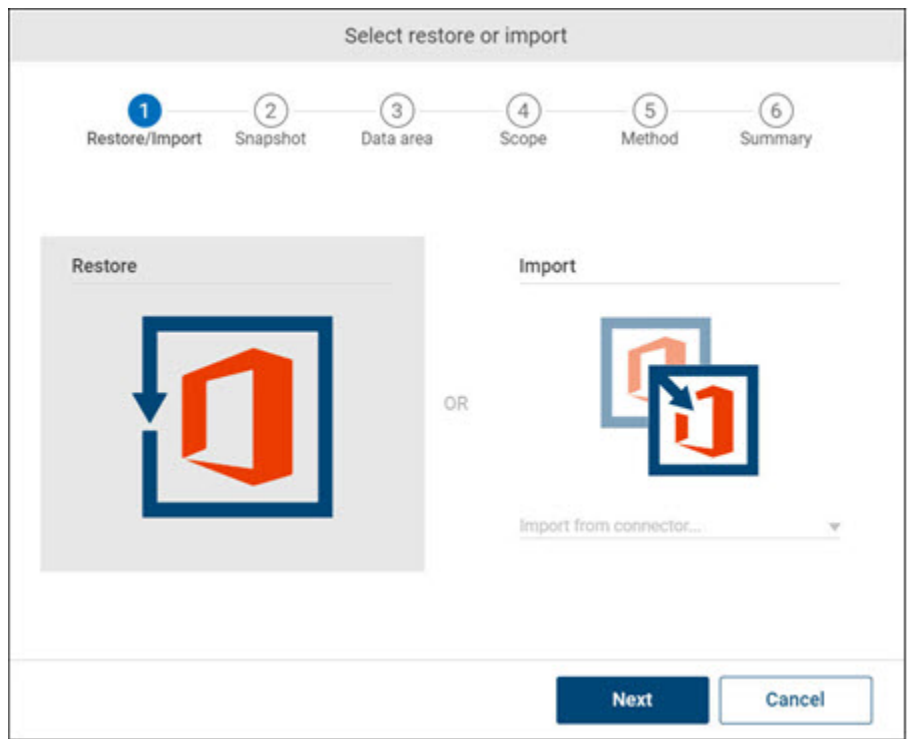 Select restore or import
1 2 3 4 5 6
Restore/Import Snapshot Data area Scope Method Summary
Restore
Import
OR
Import from connector...
Next Cancel